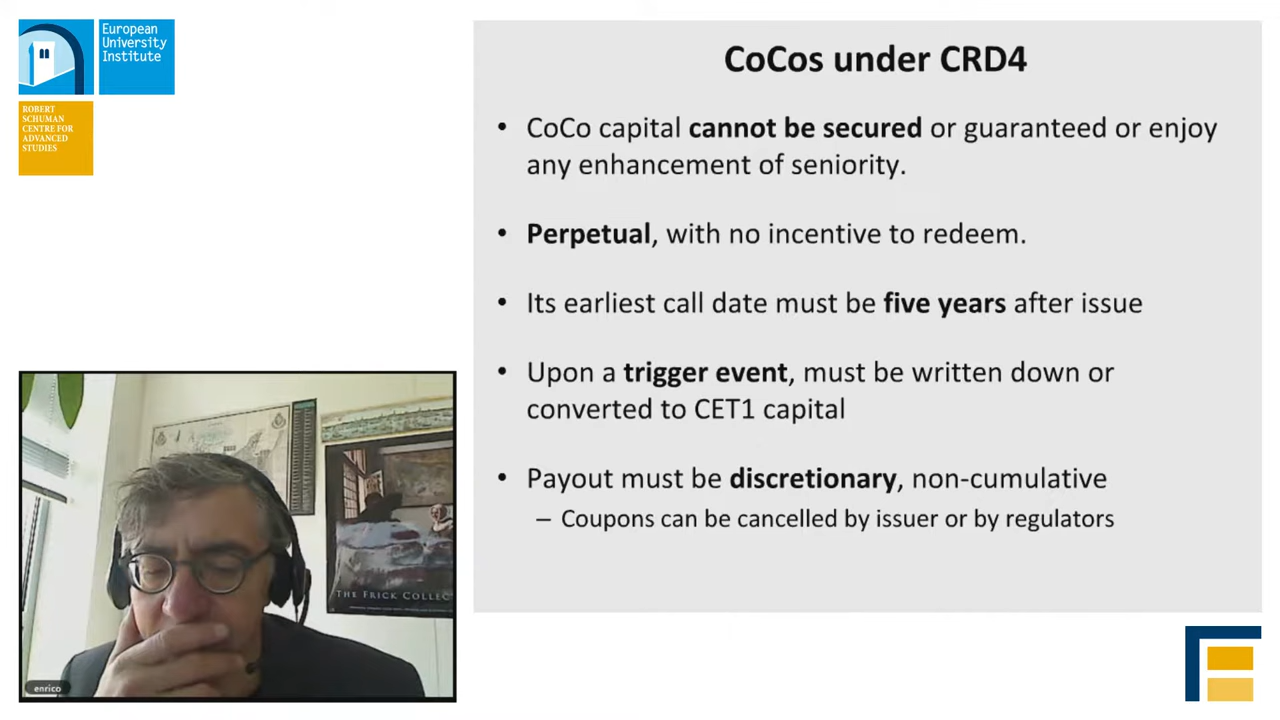 European
University
Institute
ROBERT
SCHUMAN
CENTRE FOR
ADVANCED
STUDIES
CoCos under CRD4
• CoCo capital cannot be secured or guaranteed or enjoy
any enhancement of seniority.
• Perpetual, with no incentive to redeem.
• Its earliest call date must be five years after issue
• Upon a trigger event, must be written down or
converted to CET1 capital
• Payout must be discretionary, non-cumulative
– Coupons can be cancelled by issuer or by regulators
THE FRICK COLLEC
enrico